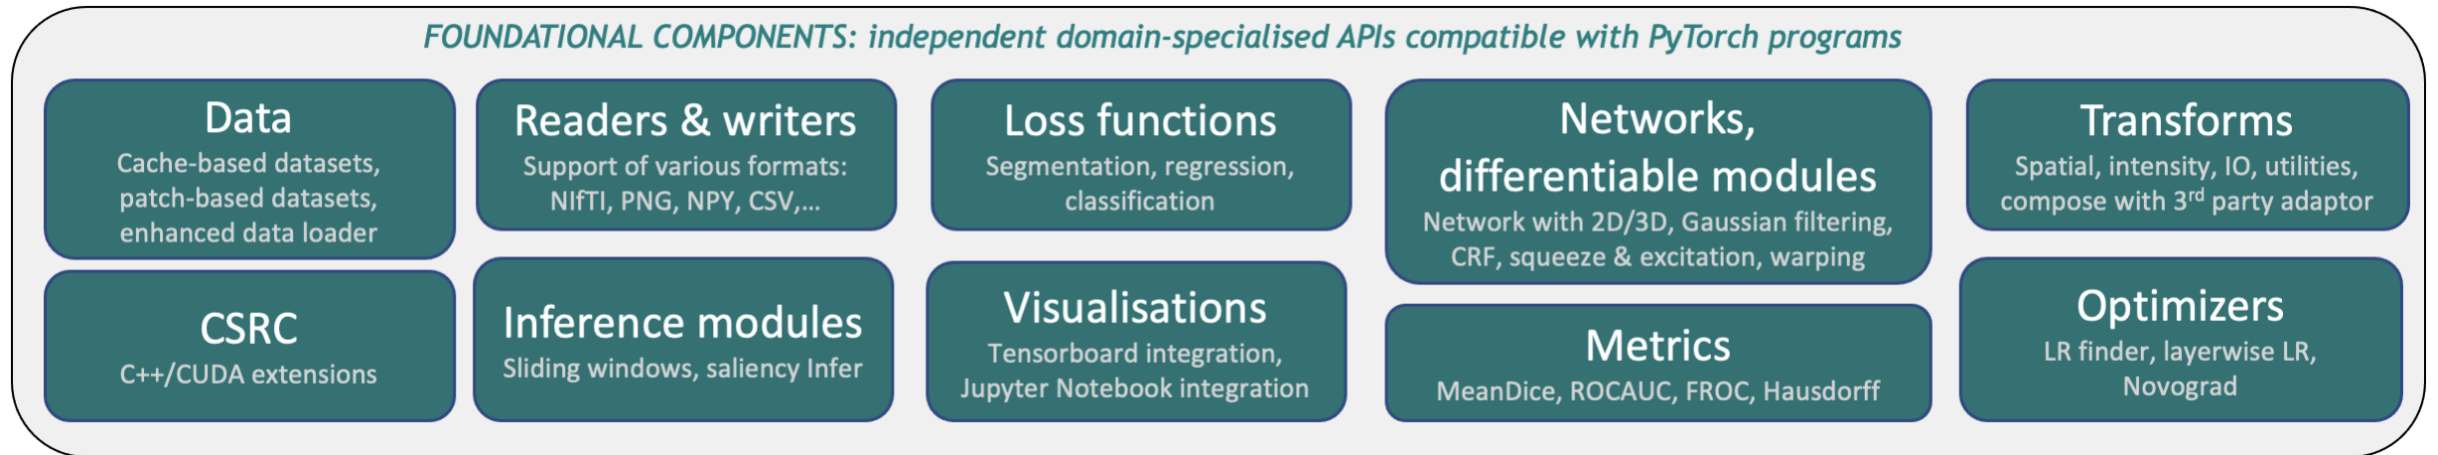 FOUNDATIONAL COMPONENTS: independent domain-specialised APIs compatible with PyTorch programs
Data
Cache-based datasets,
patch-based datasets,
enhanced data loader
Readers & writers
Support of various formats:
NIfTI, PNG, NPY, CSV,...
Loss functions
Segmentation, regression,
classification
Networks,
differentiable modules
Network with 2D/3D, Gaussian filtering,
CRF, squeeze & excitation, warping
Transforms
Spatial, intensity, IO, utilities,
compose with 3rd party adaptor
CSRC
C++/CUDA extensions
Inference modules
Sliding windows, saliency Infer
Visualisations
Tensorboard integration,
Jupyter Notebook integration
Metrics
MeanDice, ROCAUC, FROC, Hausdorff
Optimizers
LR finder, layerwise LR,
Novograd